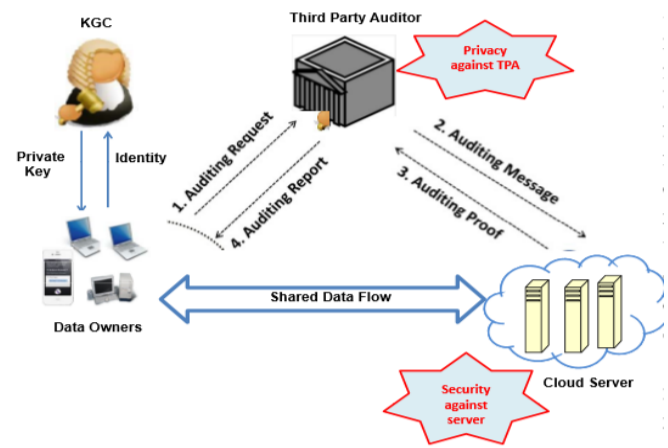 KGC
Third Party Auditor
Privacy
against TPA
Private
Key
Identity
1. Auditing Request
4. Auditing Report
2. Auditing Message
3. Auditing Proof
Shared Data Flow
Data Owners
Cloud Server
Security
against
server